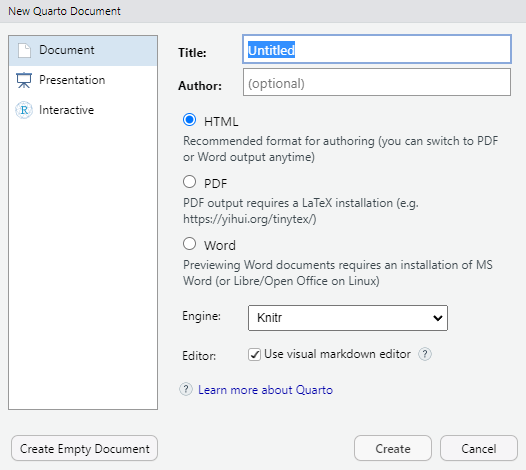 New Quarto Document
Document
Presentation
R Interactive
Title: Untitled
Author: (optional)
HTML
Recommended format for authoring (you can switch to PDF
or Word output anytime)
PDF
PDF output requires a LaTeX installation (e.g.
https://yihui.org/tinytex/)
Word
Previewing Word documents requires an installation of MS
Word (or Libre/Open Office on Linux)
Engine: Knitr
Editor: Use visual markdown editor ?
? Learn more about Quarto
Create Empty Document Create Cancel